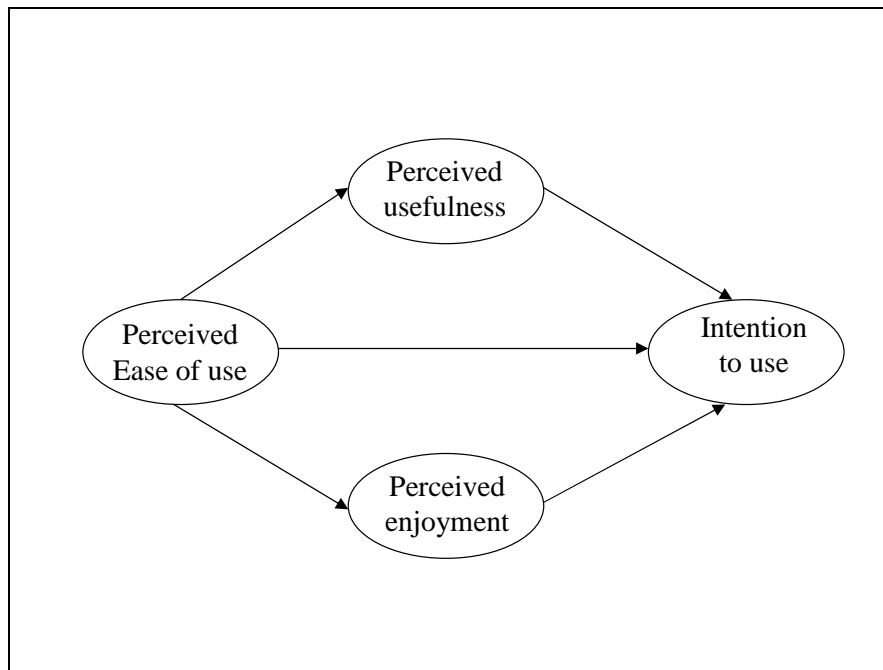 Perceived
usefulness
Perceived
Ease of use
Intention
to use
Perceived
enjoyment